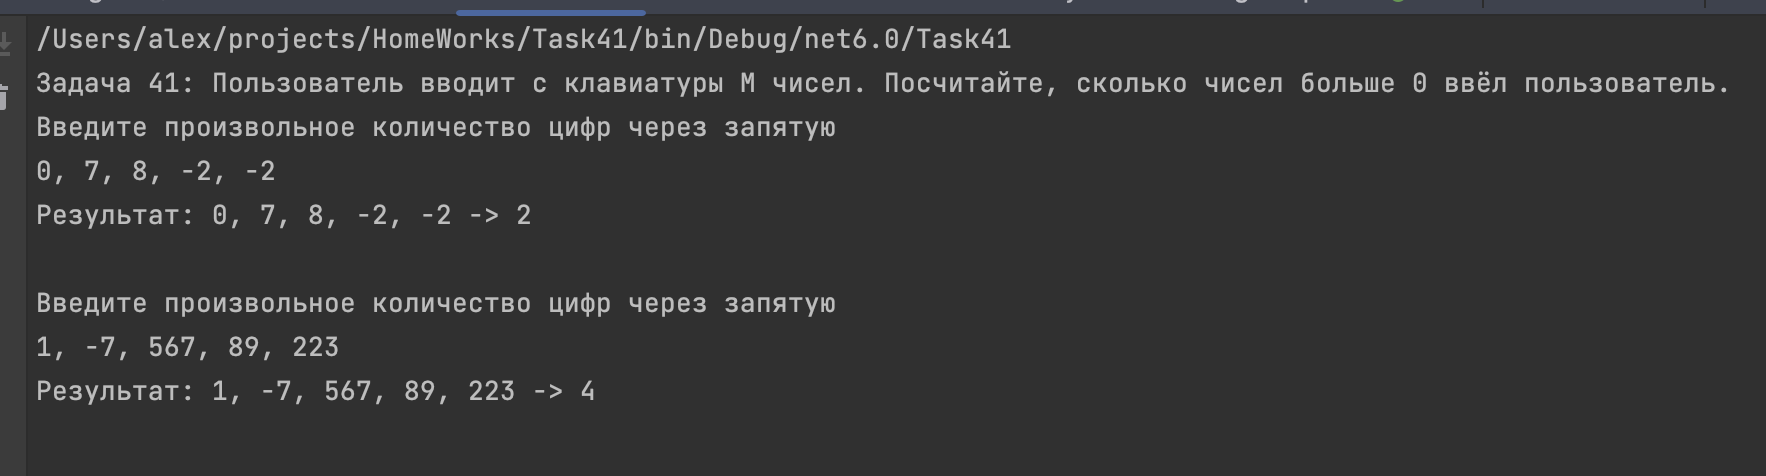 /Users/alex/projects/HomeWorks/Task41/bin/Debug/net6.0/Task41
Задача 41: Пользователь вводит с клавиатуры M чисел. Посчитайте, сколько чисел больше 0 ввёл пользователь.
Введите произвольное количество цифр через запятую
0, 7, 8, -2, -2
Результат: 0, 7, 8, -2, -2 -> 2
Введите произвольное количество цифр через запятую
1, -7, 567, 89, 223
Результат: 1, -7, 567, 89, 223 -> 4